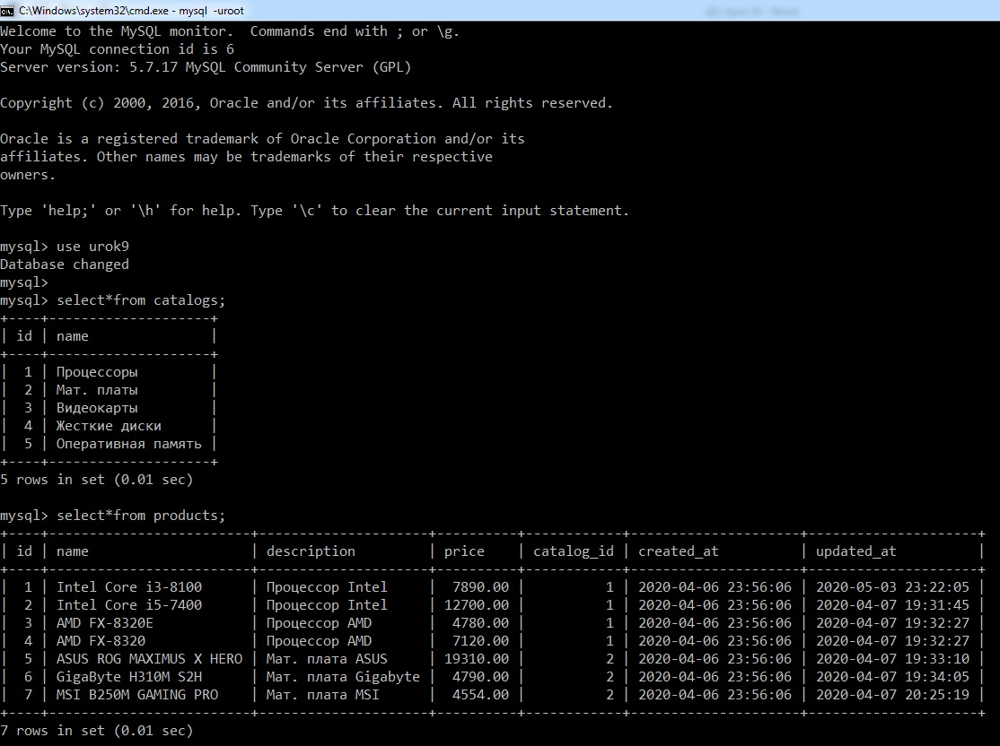 C:\Windows\system32\cmd.exe - mysql -uroot
Welcome to the MySQL monitor.  Commands end with ; or \g.
Your MySQL connection id is 6
Server version: 5.7.17 MySQL Community Server (GPL)

Copyright (c) 2000, 2016, Oracle and/or its affiliates. All rights reserved.

Oracle is a registered trademark of Oracle Corporation and/or its
affiliates. Other names may be trademarks of their respective
owners.

Type 'help;' or '\h' for help. Type '\c' to clear the current input statement.

mysql> use urok9
Database changed
mysql>
mysql> select*from catalogs;
+----+--------------------+
| id | name               |
+----+--------------------+
|  1 | Процессоры         |
|  2 | Мат. платы         |
|  3 | Видеокарты         |
|  4 | Жесткие диски      |
|  5 | Оперативная память |
+----+--------------------+
5 rows in set (0.01 sec)

mysql> select*from products;
+----+-------------------------+---------------------+----------+------------+---------------------+---------------------+
| id | name                    | description         | price    | catalog_id | created_at          | updated_at          |
+----+-------------------------+---------------------+----------+------------+---------------------+---------------------+
|  1 | Intel Core i3-8100      | Процессор Intel     |  7890.00 |          1 | 2020-04-06 23:56:06 | 2020-05-03 23:22:05 |
|  2 | Intel Core i5-7400      | Процессор Intel     | 12700.00 |          1 | 2020-04-06 23:56:06 | 2020-04-07 19:31:45 |
|  3 | AMD FX-8320E            | Процессор AMD       |  4780.00 |          1 | 2020-04-06 23:56:06 | 2020-04-07 19:32:27 |
|  4 | AMD FX-8320             | Процессор AMD       |  7120.00 |          1 | 2020-04-06 23:56:06 | 2020-04-07 19:32:27 |
|  5 | ASUS ROG MAXIMUS X HERO | Мат. плата ASUS     | 19310.00 |          2 | 2020-04-06 23:56:06 | 2020-04-07 19:33:10 |
|  6 | GigaByte H310M S2H      | Мат. плата Gigabyte |  4790.00 |          2 | 2020-04-06 23:56:06 | 2020-04-07 19:34:05 |
|  7 | MSI B250M GAMING PRO    | Мат. плата MSI      |  4554.00 |          2 | 2020-04-06 23:56:06 | 2020-04-07 20:25:19 |
+----+-------------------------+---------------------+----------+------------+---------------------+---------------------+
7 rows in set (0.01 sec)